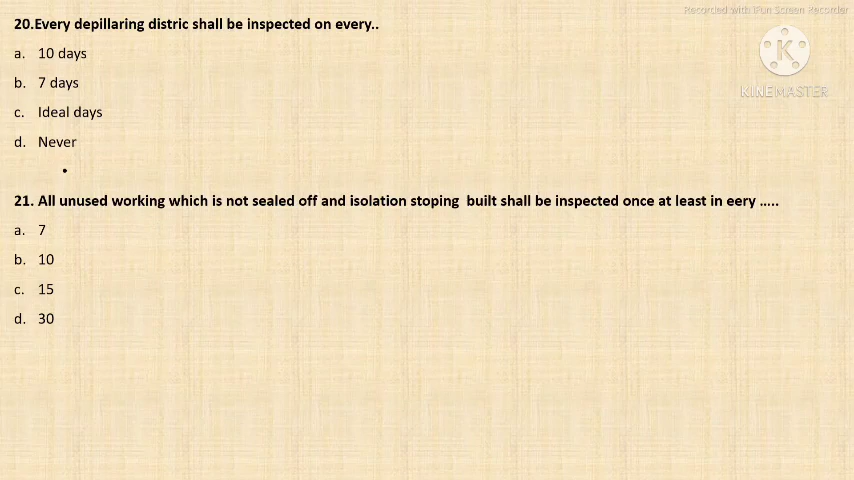 Recorded with iFun Screen Recorder
20.Every depillaring distric shall be inspected on every..
a. 10 days
b. 7 days
c. Ideal days
d. Never
•
K
KINEMASTER
21. All unused working which is not sealed off and isolation stoping built shall be inspected once at least in eery .....
a. 7
b. 10
c. 15
d. 30